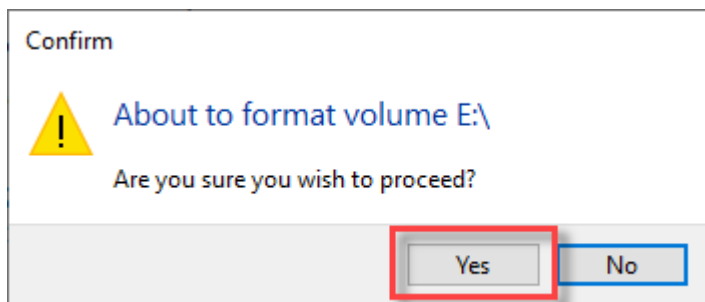 Confirm
About to format volume E:\
Are you sure you wish to proceed?
Yes No